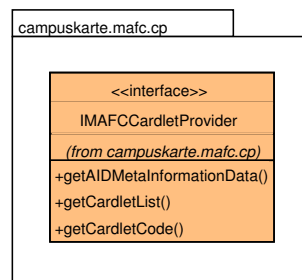 campuskarte.mafc.cp
<<interface>>
IMAFCCardletProvider
(from campuskarte.mafc.cp)
+getAIDMetaInformationData()
+getCardletList()
+getCardletCode()